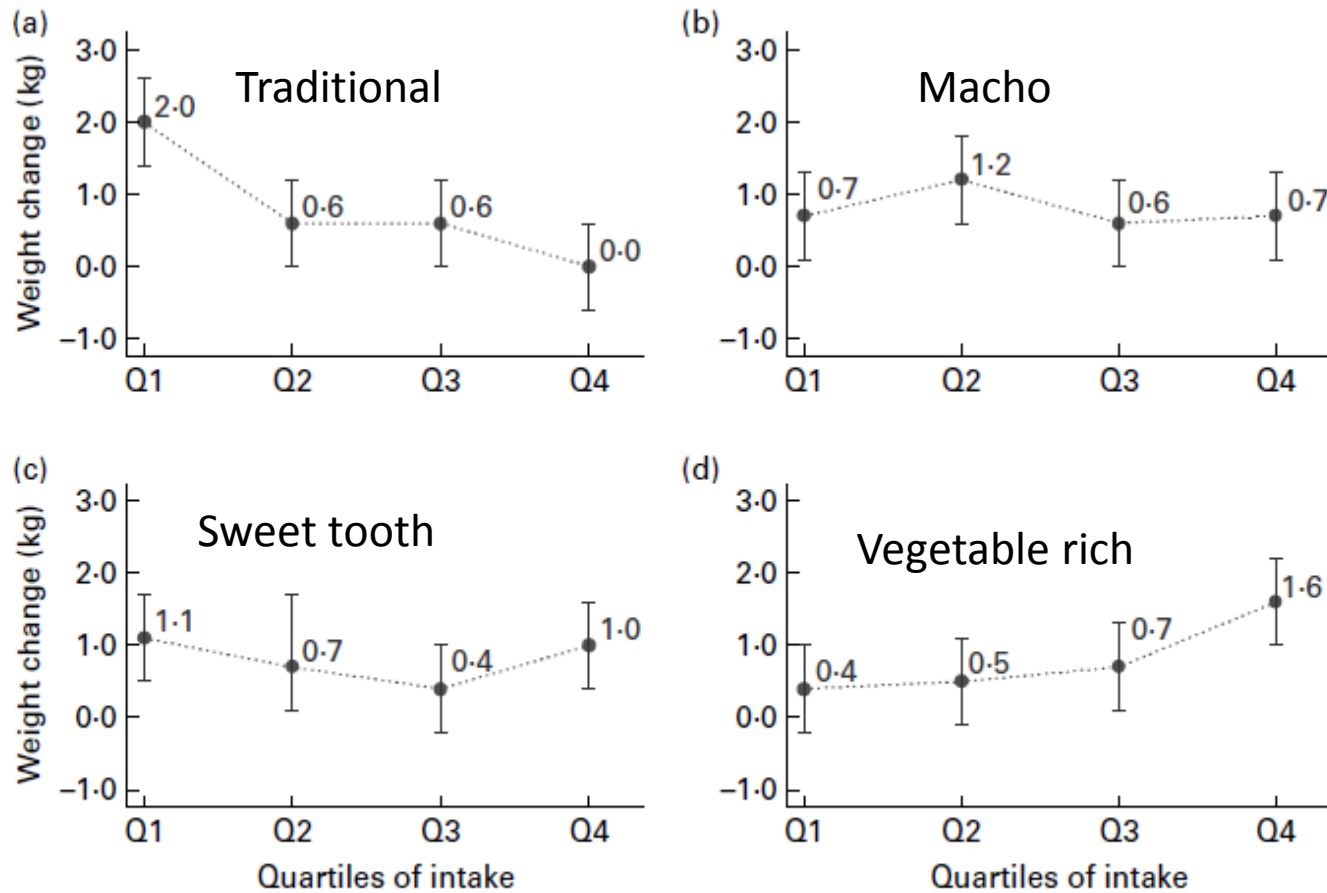 (a)
Weight change (kg)
3·0
2·0
1·0
0·0
–1·0
Traditional
2·0
0·6
0·6
0·0
Q1 Q2 Q3 Q4
(b)
3·0
2·0
1·0
0·0
–1·0
Macho
0·7
1·2
0·6
0·7
Q1 Q2 Q3 Q4
(c)
Weight change (kg)
3·0
2·0
1·0
0·0
–1·0
Sweet tooth
1·1
0·7
0·4
1·0
Q1 Q2 Q3 Q4
Quartiles of intake
(d)
3·0
2·0
1·0
0·0
–1·0
Vegetable rich
0·4
0·5
0·7
1·6
Q1 Q2 Q3 Q4
Quartiles of intake